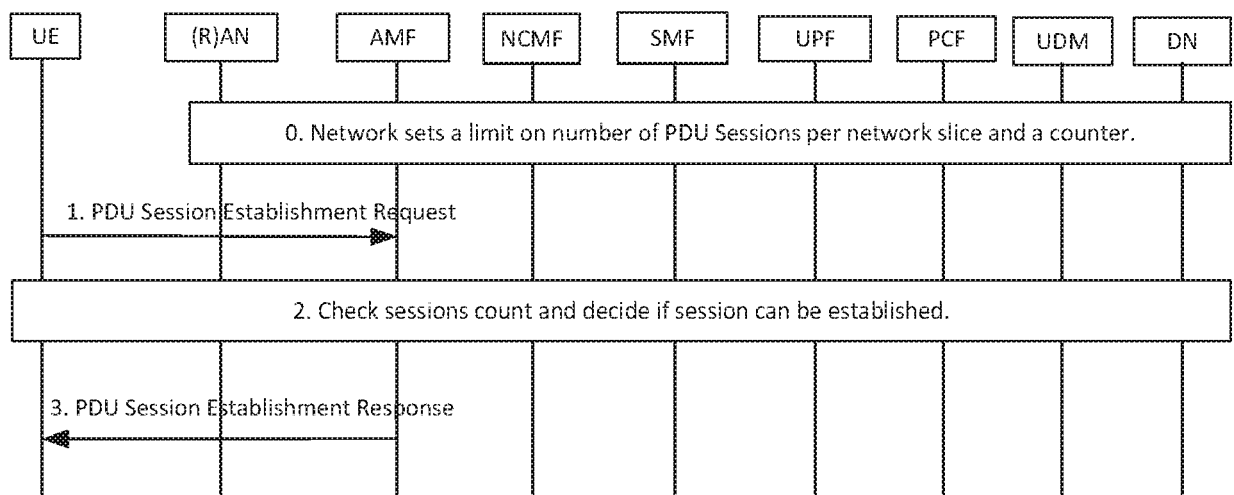 UE (R)AN AMF NCMF SMF UPF PCF UDM DN
0. Network sets a limit on number of PDU Sessions per network slice and a counter.
1. PDU Session Establishment Request
2. Check sessions count and decide if session can be established.
3. PDU Session Establishment Response